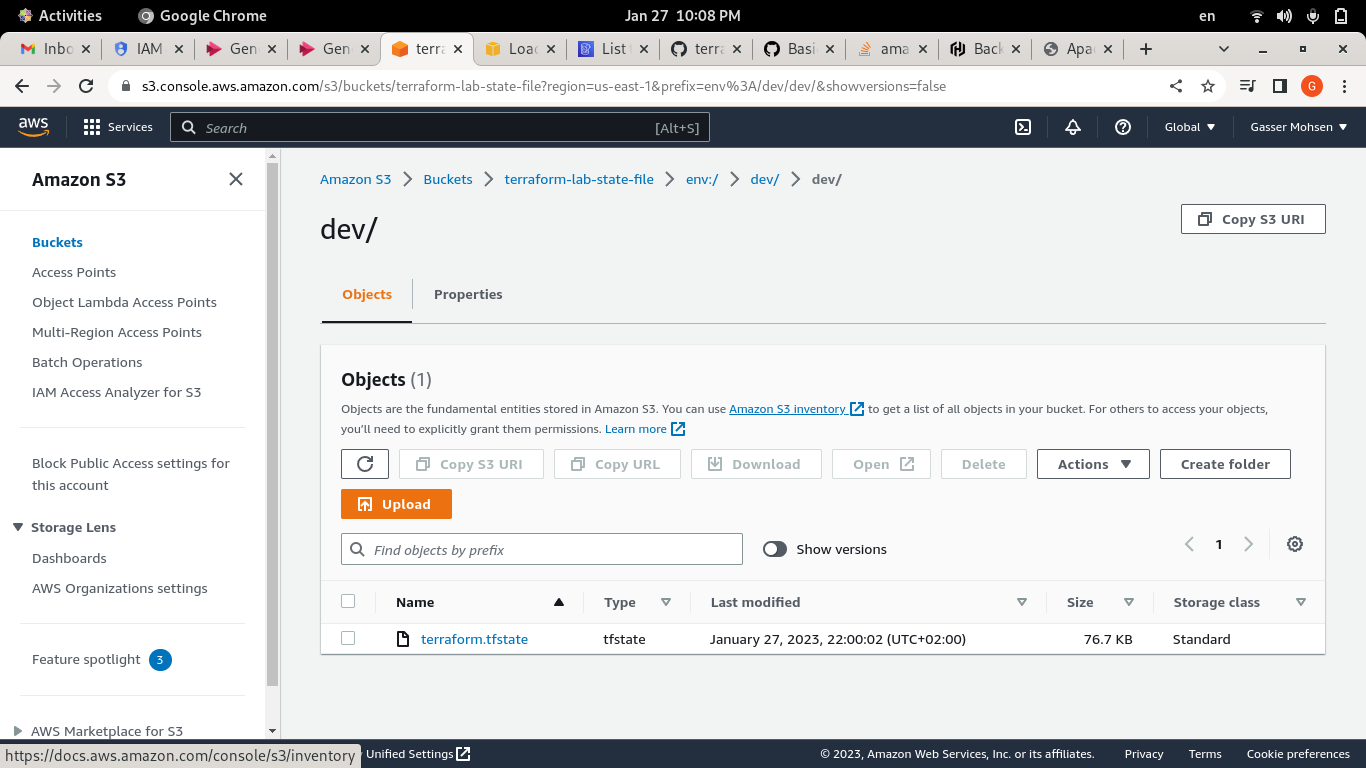 Activities Google Chrome Jan 27 10:08 PM en
Inbo IAM Gen Gen terra Load List t terra Basi ama Back Apac
s3.console.aws.amazon.com/s3/buckets/terraform-lab-state-file?region=us-east-1&prefix=env%3A/dev/dev/&showversions=false G
aws Services Search [Alt+S] Global Gasser Mohsen
Amazon S3
Buckets
Access Points
Object Lambda Access Points
Multi-Region Access Points
Batch Operations
IAM Access Analyzer for S3
Block Public Access settings for
this account
Storage Lens
Dashboards
AWS Organizations settings
Feature spotlight 3
AWS Marketplace for S3
Amazon S3 Buckets terraform-lab-state-file env:/ dev/ dev/
dev/
Copy S3 URI
Objects Properties
Objects (1)
Objects are the fundamental entities stored in Amazon S3. You can use Amazon S3 inventory to get a list of all objects in your bucket. For others to access your objects,
you'll need to explicitly grant them permissions. Learn more
Copy S3 URI Copy URL Download Open Delete Actions Create folder
Upload
Find objects by prefix Show versions 1
Name Type Last modified Size Storage class
terraform.tfstate tfstate January 27, 2023, 22:00:02 (UTC+02:00) 76.7 KB Standard
https://docs.aws.amazon.com/console/s3/inventory Unified Settings © 2023, Amazon Web Services, Inc. or its affiliates. Privacy Terms Cookie preferences